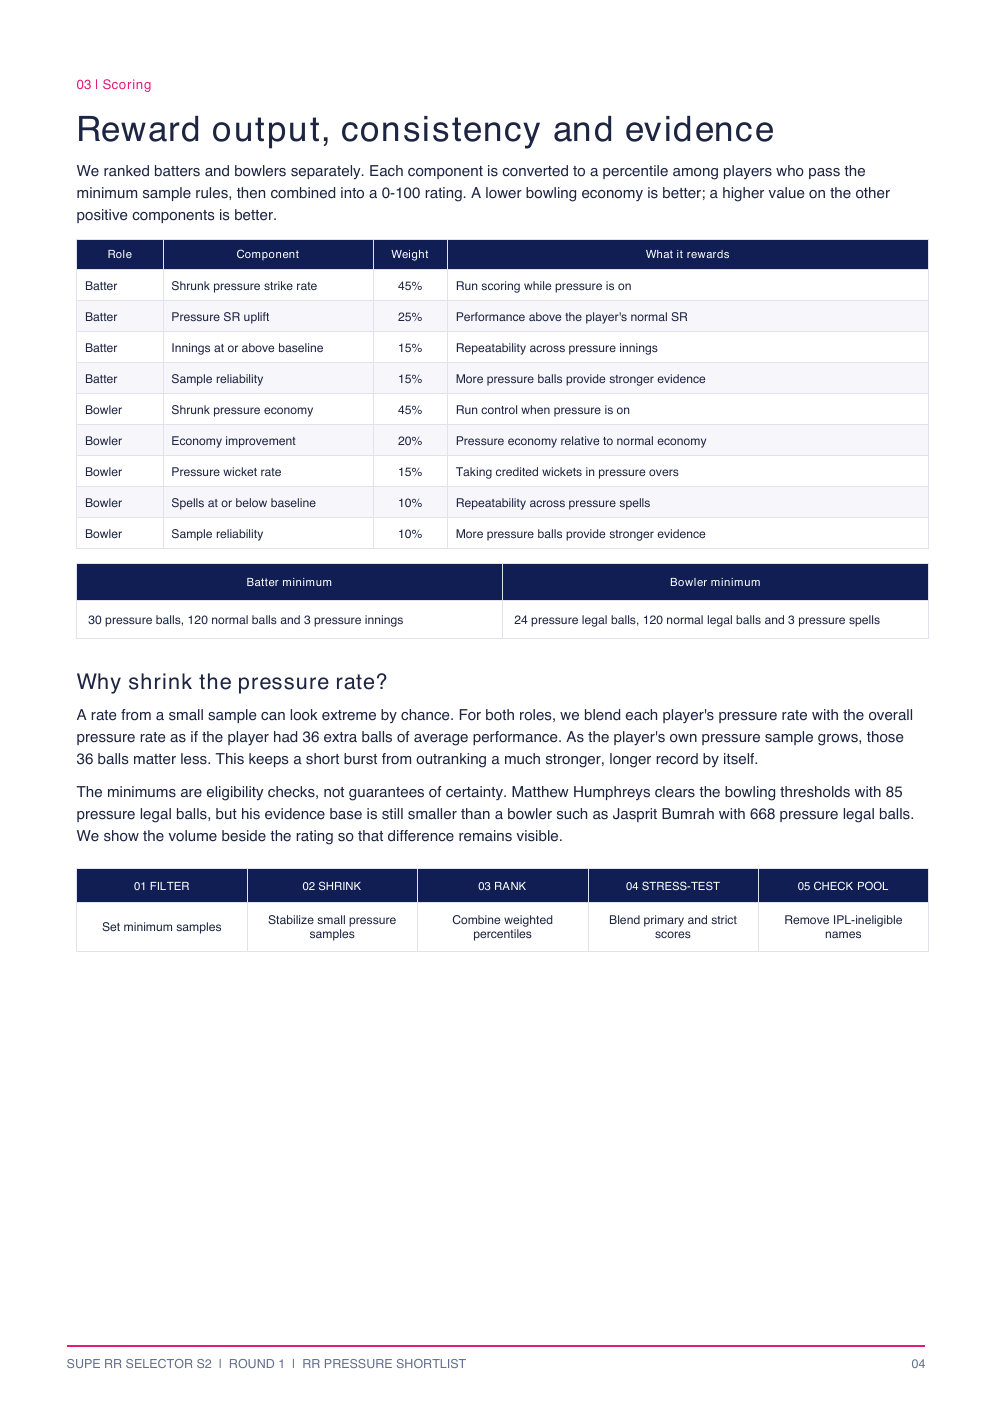 03 | Scoring
Reward output, consistency and evidence
We ranked batters and bowlers separately. Each component is converted to a percentile among players who pass the
minimum sample rules, then combined into a 0-100 rating. A lower bowling economy is better; a higher value on the other
positive components is better.
Role Component Weight What it rewards
Batter Shrunk pressure strike rate 45% Run scoring while pressure is on
Batter Pressure SR uplift 25% Performance above the player's normal SR
Batter Innings at or above baseline 15% Repeatability across pressure innings
Batter Sample reliability 15% More pressure balls provide stronger evidence
Bowler Shrunk pressure economy 45% Run control when pressure is on
Bowler Economy improvement 20% Pressure economy relative to normal economy
Bowler Pressure wicket rate 15% Taking credited wickets in pressure overs
Bowler Spells at or below baseline 10% Repeatability across pressure spells
Bowler Sample reliability 10% More pressure balls provide stronger evidence
Batter minimum Bowler minimum
30 pressure balls, 120 normal balls and 3 pressure innings 24 pressure legal balls, 120 normal legal balls and 3 pressure spells
Why shrink the pressure rate?
A rate from a small sample can look extreme by chance. For both roles, we blend each player's pressure rate with the overall
pressure rate as if the player had 36 extra balls of average performance. As the player's own pressure sample grows, those
36 balls matter less. This keeps a short burst from outranking a much stronger, longer record by itself.
The minimums are eligibility checks, not guarantees of certainty. Matthew Humphreys clears the bowling thresholds with 85
pressure legal balls, but his evidence base is still smaller than a bowler such as Jasprit Bumrah with 668 pressure legal balls.
We show the volume beside the rating so that difference remains visible.
01 FILTER 02 SHRINK 03 RANK 04 STRESS-TEST 05 CHECK POOL
Set minimum samples Stabilize small pressure samples Combine weighted percentiles Blend primary and strict scores Remove IPL-ineligible names
SUPE RR SELECTOR S2 | ROUND 1 | RR PRESSURE SHORTLIST 04